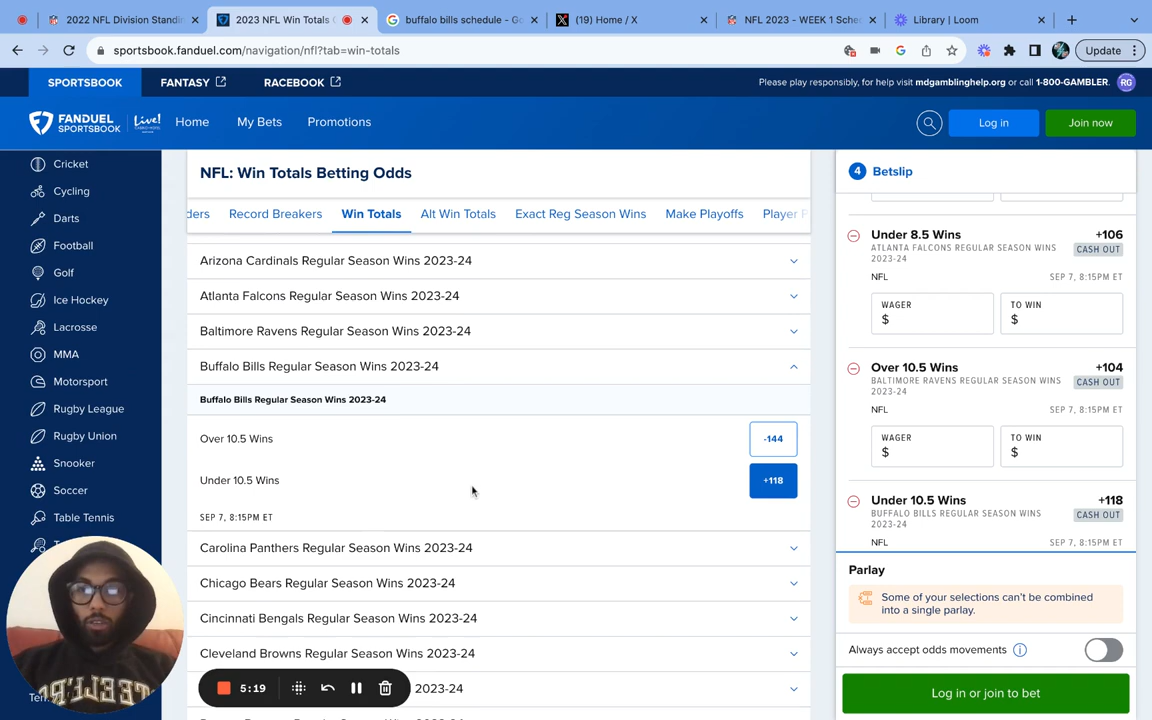 2022 NFL Division Standin
2023 NFL Win Totals
buffalo bills schedule - Go
(19) Home / X
NFL 2023 - WEEK 1 Sche
Library | Loom
sportsbook.fanduel.com/navigation/nfl?tab=win-totals
Update
SPORTSBOOK
FANTASY
RACEBOOK
Please play responsibly, for help visit mdgamblinghelp.org or call 1-800-GAMBLER.
RG
FANDUEL
SPORTSBOOK
Live!
Home
My Bets
Promotions
Log in
Join now
Cricket
Cycling
Darts
Football
Golf
Ice Hockey
Lacrosse
MMA
Motorsport
Rugby League
Rugby Union
Snooker
Soccer
Table Tennis
NFL: Win Totals Betting Odds
ders
Record Breakers
Win Totals
Alt Win Totals
Exact Reg Season Wins
Make Playoffs
Player P
Arizona Cardinals Regular Season Wins 2023-24
Atlanta Falcons Regular Season Wins 2023-24
Baltimore Ravens Regular Season Wins 2023-24
Buffalo Bills Regular Season Wins 2023-24
Buffalo Bills Regular Season Wins 2023-24
Over 10.5 Wins
-144
Under 10.5 Wins
+118
SEP 7, 8:15PM ET
Carolina Panthers Regular Season Wins 2023-24
Chicago Bears Regular Season Wins 2023-24
Cincinnati Bengals Regular Season Wins 2023-24
Cleveland Browns Regular Season Wins 2023-24
2023-24
5:19
4 Betslip
Under 8.5 Wins
+106
ATLANTA FALCONS REGULAR SEASON WINS
2023-24
CASH OUT
NFL
SEP 7, 8:15PM ET
WAGER
$
TO WIN
$
Over 10.5 Wins
+104
BALTIMORE RAVENS REGULAR SEASON WINS
2023-24
CASH OUT
NFL
SEP 7, 8:15PM ET
WAGER
$
TO WIN
$
Under 10.5 Wins
+118
BUFFALO BILLS REGULAR SEASON WINS
2023-24
CASH OUT
NFL
SEP 7, 8:15PM ET
Parlay
Some of your selections can't be combined
into a single parlay.
Always accept odds movements
Log in or join to bet